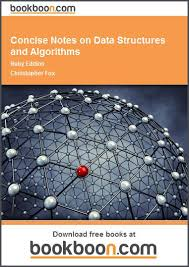 bookboon.com
Concise Notes on Data Structures
and Algorithms
Ruby Edition
Christopher Fox
Download free books at
bookboon.com